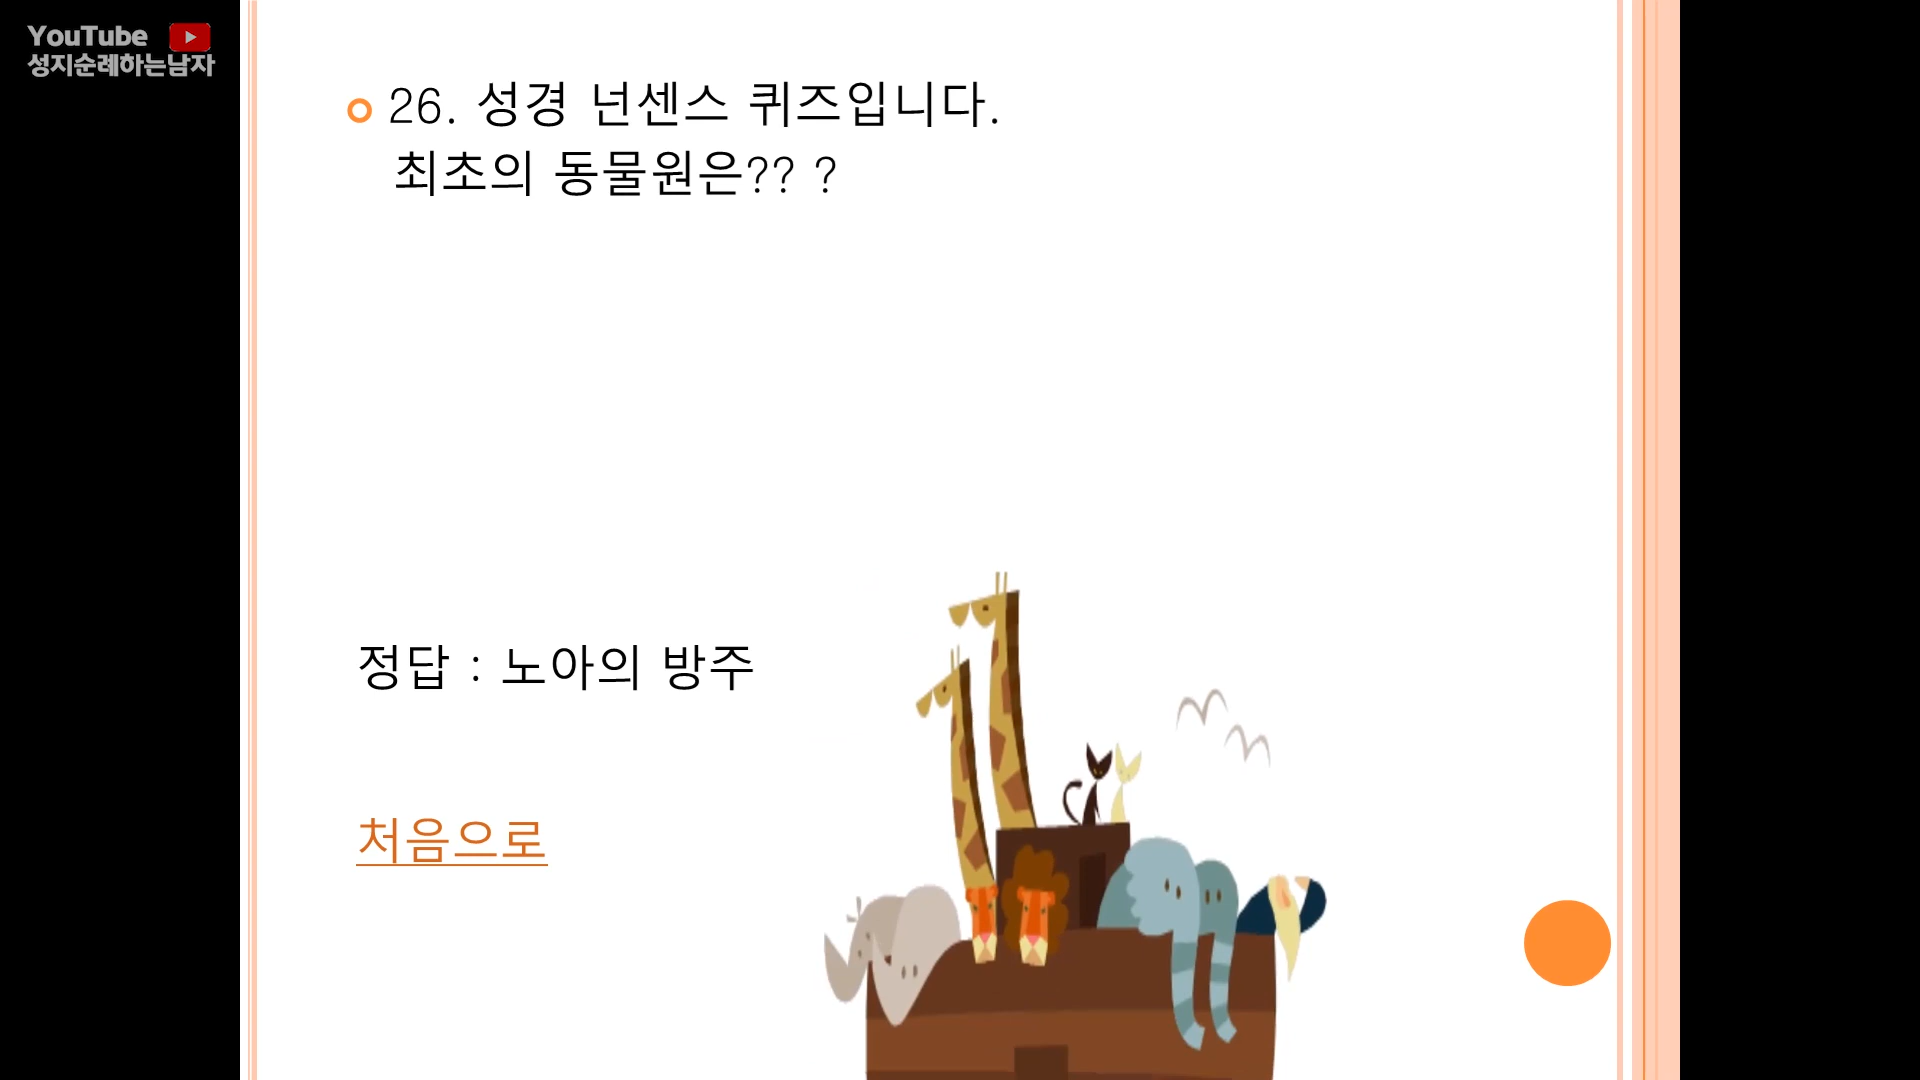 YouTube
성지순례하는남자
26. 성경 넌센스 퀴즈입니다.
최초의 동물원은?? ?
정답 : 노아의 방주
처음으로